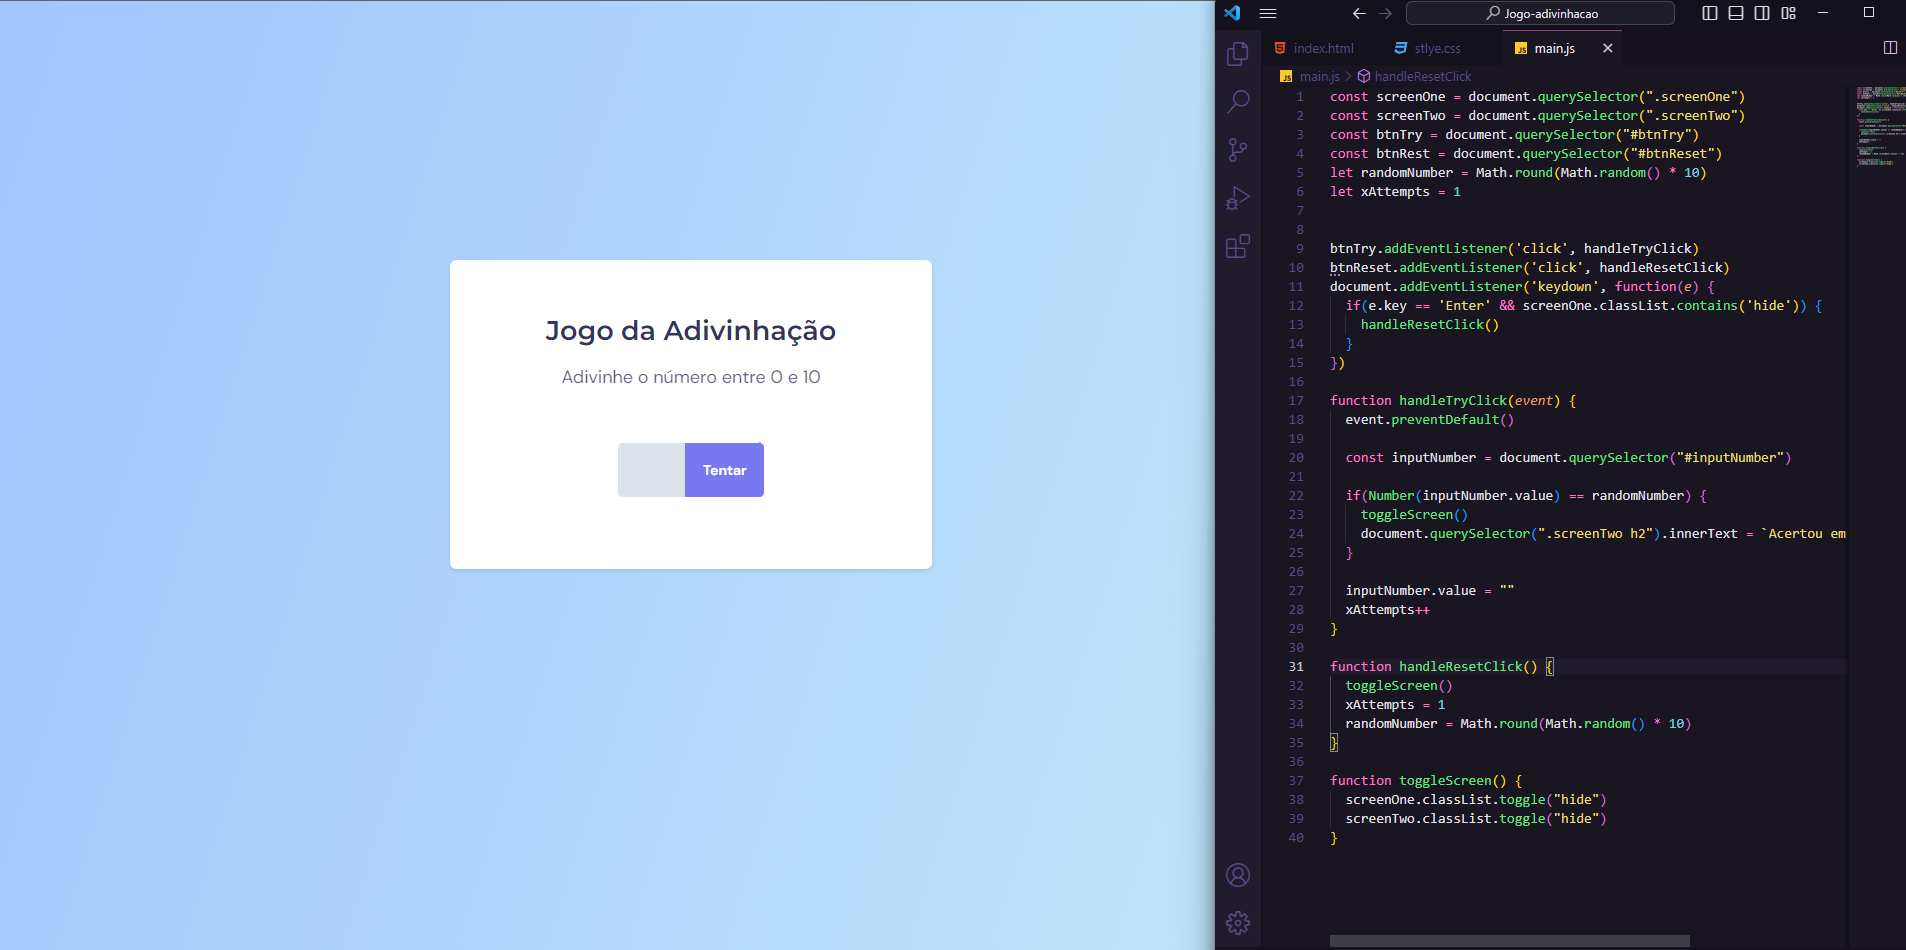 Jogo da Adivinhação
Adivinhe o número entre 0 e 10
Tentar
Jogo-adivinhacao
index.html
stlye.css
main.js
main.js > handleResetClick
1 const screenOne = document.querySelector(".screenOne")
2 const screenTwo = document.querySelector(".screenTwo")
3 const btnTry = document.querySelector("#btnTry")
4 const btnRest = document.querySelector("#btnReset")
5 let randomNumber = Math.round(Math.random() * 10)
6 let xAttempts = 1
7
8
9 btnTry.addEventListener('click', handleTryClick)
10 btnReset.addEventListener('click', handleResetClick)
11 document.addEventListener('keydown', function(e) {
12   if(e.key == 'Enter' && screenOne.classList.contains('hide')) {
13     handleResetClick()
14   }
15 })
16
17 function handleTryClick(event) {
18   event.preventDefault()
19
20   const inputNumber = document.querySelector("#inputNumber")
21
22   if(Number(inputNumber.value) == randomNumber) {
23     toggleScreen()
24     document.querySelector(".screenTwo h2").innerText = `Acertou em
25   }
26
27   inputNumber.value = ""
28   xAttempts++
29 }
30
31 function handleResetClick() {
32   toggleScreen()
33   xAttempts = 1
34   randomNumber = Math.round(Math.random() * 10)
35 }
36
37 function toggleScreen() {
38   screenOne.classList.toggle("hide")
39   screenTwo.classList.toggle("hide")
40 }